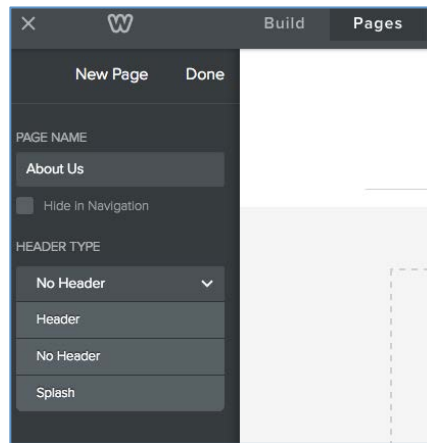 Build Pages
New Page Done
PAGE NAME
About Us
Hide in Navigation
HEADER TYPE
No Header
Header
No Header
Splash